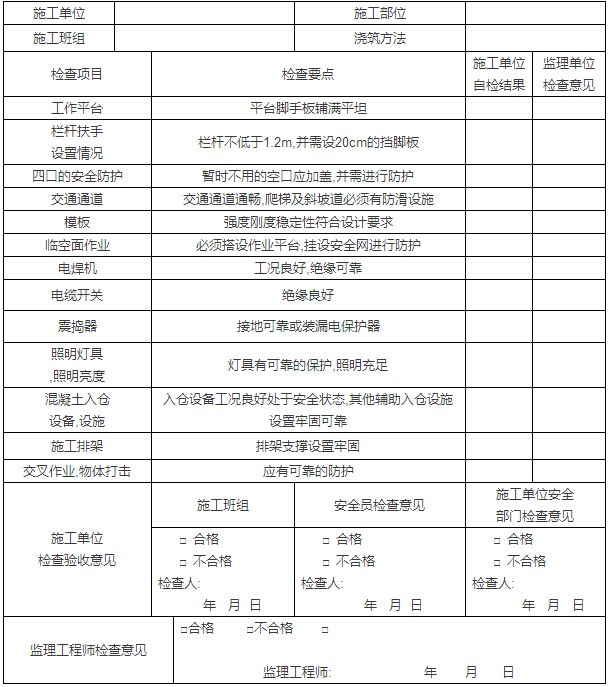 施工单位 施工部位
施工班组 浇筑方法
检查项目 检查要点 施工单位 监理单位
自检结果 检查意见
工作平台 平台脚手板铺满平坦
栏杆扶手
设置情况 栏杆不低于1.2m,并需设20cm的挡脚板
四口的安全防护 暂时不用的空口应加盖,并需进行防护
交通通道 交通通道通畅,爬梯及斜坡道必须有防滑设施
模板 强度刚度稳定性符合设计要求
临空面作业 必须搭设作业平台,挂设安全网进行防护
电焊机 工况良好,绝缘可靠
电缆开关 绝缘良好
震捣器 接地可靠或装漏电保护器
照明灯具
,照明亮度 灯具有可靠的保护,照明充足
混凝土入仓 入仓设备工况良好处于安全状态,其他辅助入仓设施
设备,设施 设置牢固可靠
施工排架 排架支撑设置牢固
交叉作业,物体打击 应有可靠的防护
施工单位
检查验收意见
施工班组 安全员检查意见 施工单位安全
部门检查意见
□ 合格 □ 合格 □ 合格
□ 不合格 □ 不合格 □ 不合格
检查人: 检查人: 检查人:
年 月 日 年 月 日 年 月 日
监理工程师检查意见
□合格 □不合格 □
监理工程师: 年 月 日